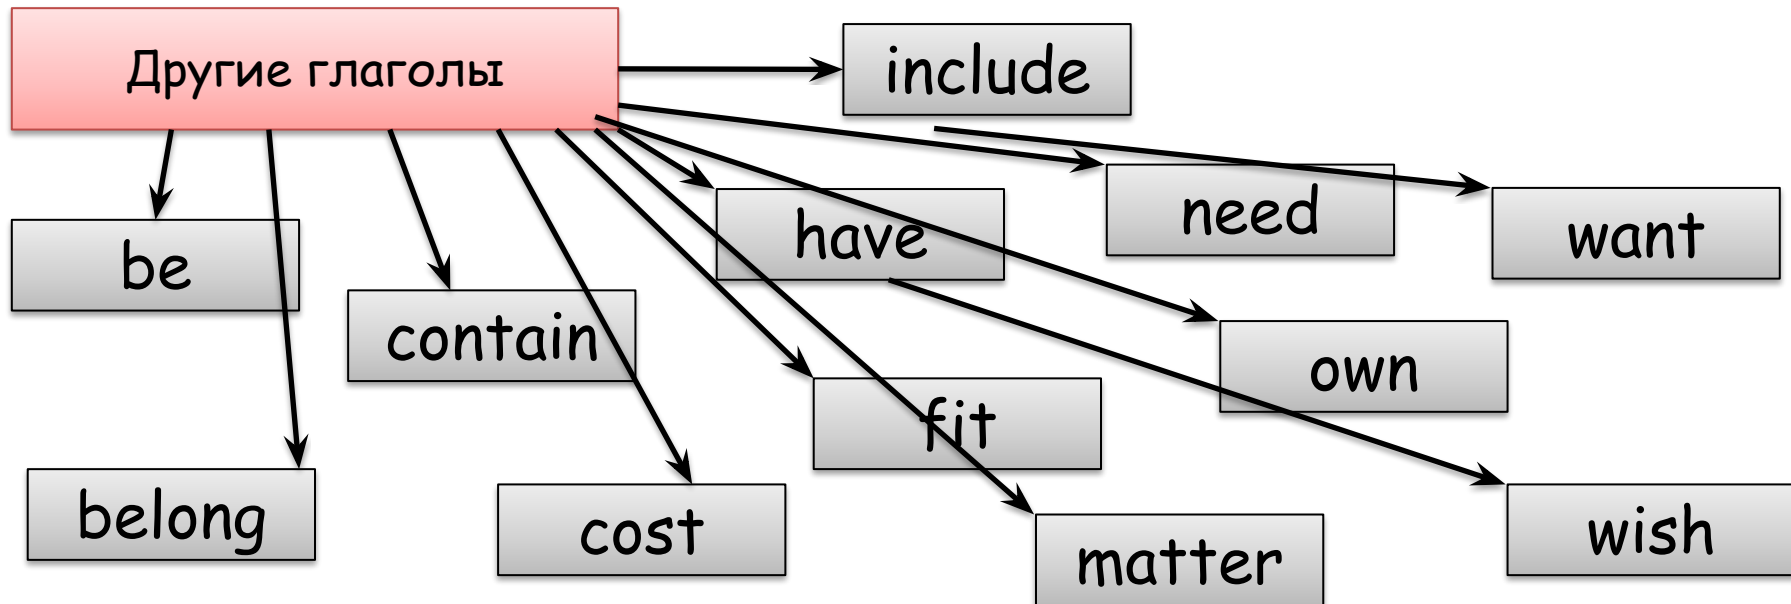 Другие глаголы
include
need
want
have
be
contain
own
fit
belong
cost
matter
wish